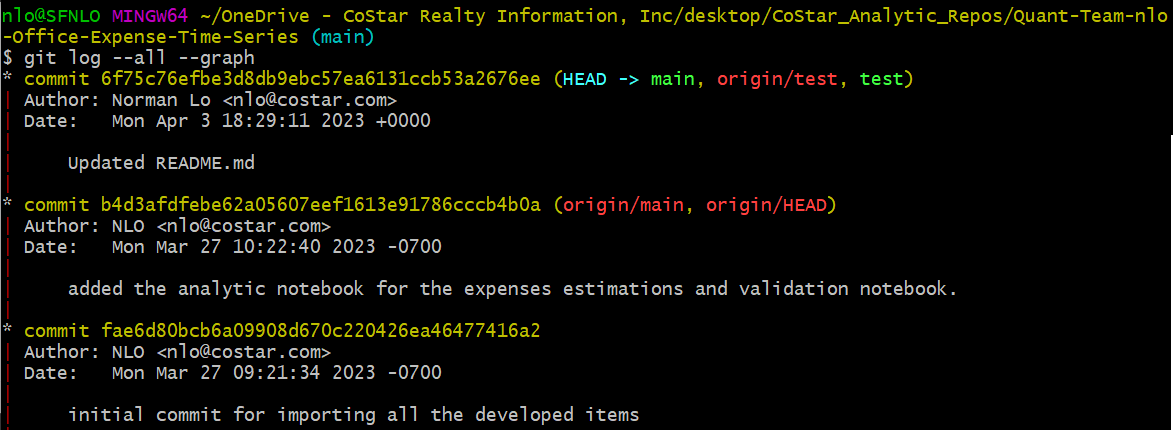 nlo@SFNLO MINGW64 ~/OneDrive - CoStar Realty Information, Inc/desktop/CoStar_Analytic_Repos/Quant-Team-nlo
-Office-Expense-Time-Series (main)
$ git log --all --graph
* commit 6f75c76efbe3d8db9ebc57ea6131ccb53a2676ee (HEAD -> main, origin/test, test)
| Author: Norman Lo <nlo@costar.com>
| Date:   Mon Apr 3 18:29:11 2023 +0000
|
|     Updated README.md
|
* commit b4d3afdfebe62a05607eef1613e91786cccb4b0a (origin/main, origin/HEAD)
| Author: NLO <nlo@costar.com>
| Date:   Mon Mar 27 10:22:40 2023 -0700
|
|     added the analytic notebook for the expenses estimations and validation notebook.
|
* commit fae6d80bcb6a09908d670c220426ea46477416a2
| Author: NLO <nlo@costar.com>
| Date:   Mon Mar 27 09:21:34 2023 -0700
|
|     initial commit for importing all the developed items
|